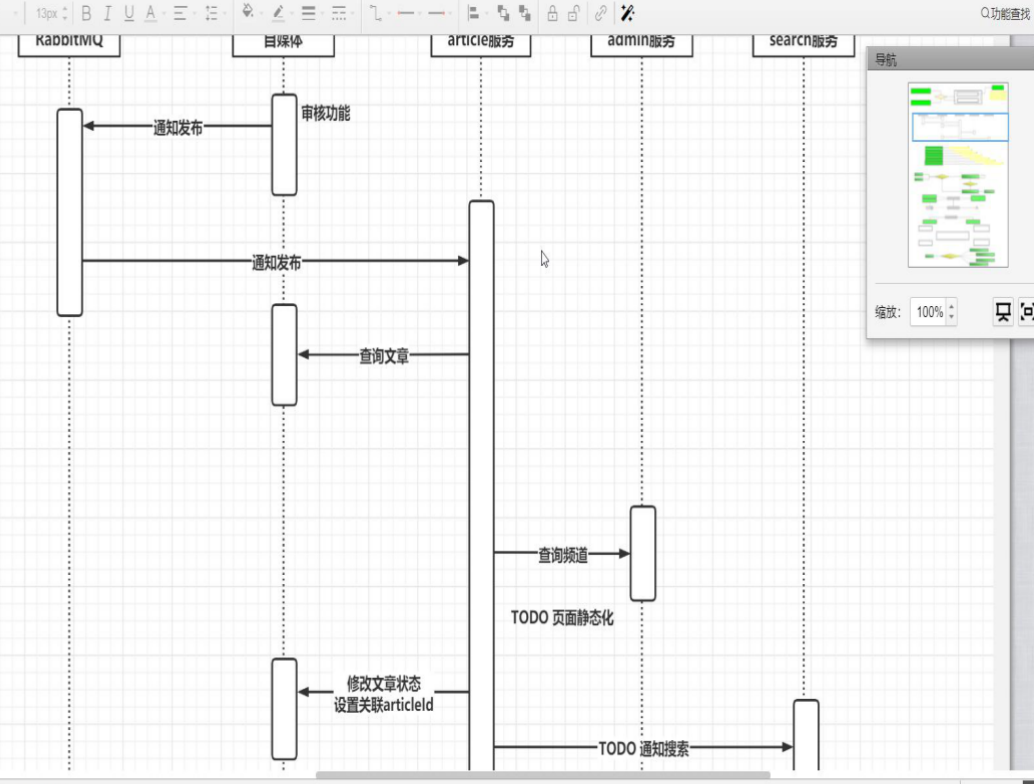 13px B I U A
功能查找
RabbitMQ
自媒体
article服务
admin服务
search服务
导航
审核功能
通知发布
通知发布
缩放: 100%
查询文章
查询频道
TODO 页面静态化
修改文章状态
设置关联articleId
TODO 通知搜索